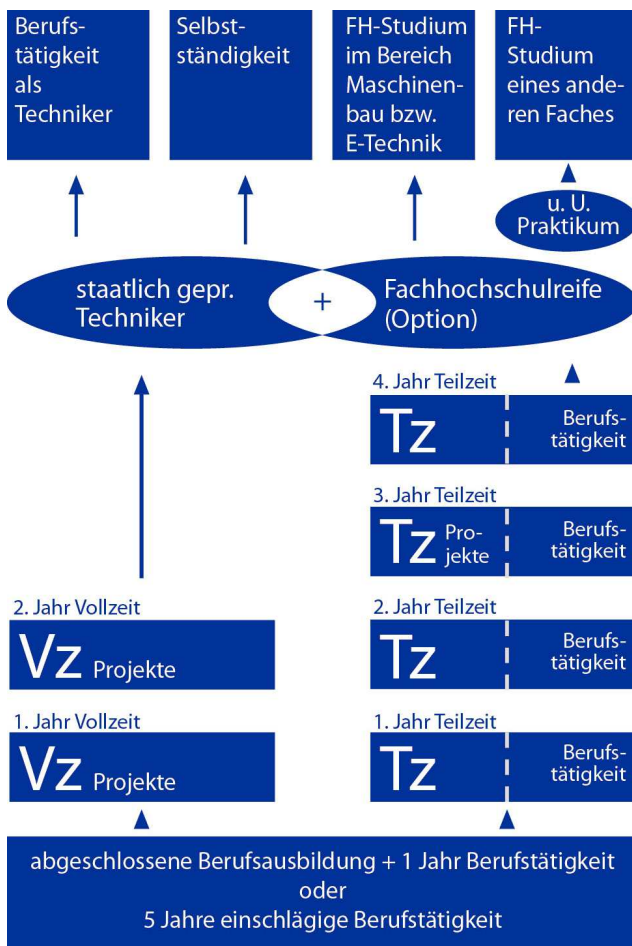 Berufs-
tätigkeit
als
Techniker
Selbst-
ständigkeit
FH-Studium
im Bereich
Maschinen-
bau bzw.
E-Technik
FH-
Studium
eines ande-
ren Faches
u. U.
Praktikum
staatlich gepr.
Techniker
+
Fachhochschulreife
(Option)
4. Jahr Teilzeit
Tz
Berufs-
tätigkeit
3. Jahr Teilzeit
Tz
Pro-
jekte
Berufs-
tätigkeit
2. Jahr Vollzeit
Vz Projekte
2. Jahr Teilzeit
Tz
Berufs-
tätigkeit
1. Jahr Vollzeit
Vz Projekte
1. Jahr Teilzeit
Tz
Berufs-
tätigkeit
abgeschlossene Berufsausbildung + 1 Jahr Berufstätigkeit
oder
5 Jahre einschlägige Berufstätigkeit